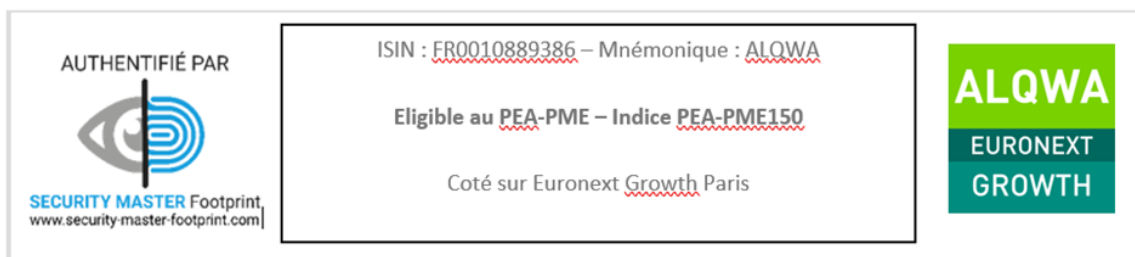 AUTHENTIFIÉ PAR
SECURITY MASTER Footprint
www.security-master-footprint.com
ISIN : FR0010889386 – Mnémonique : ALQWA
Eligible au PEA-PME – Indice PEA-PME150
Coté sur Euronext Growth Paris
ALQWA
EURONEXT
GROWTH